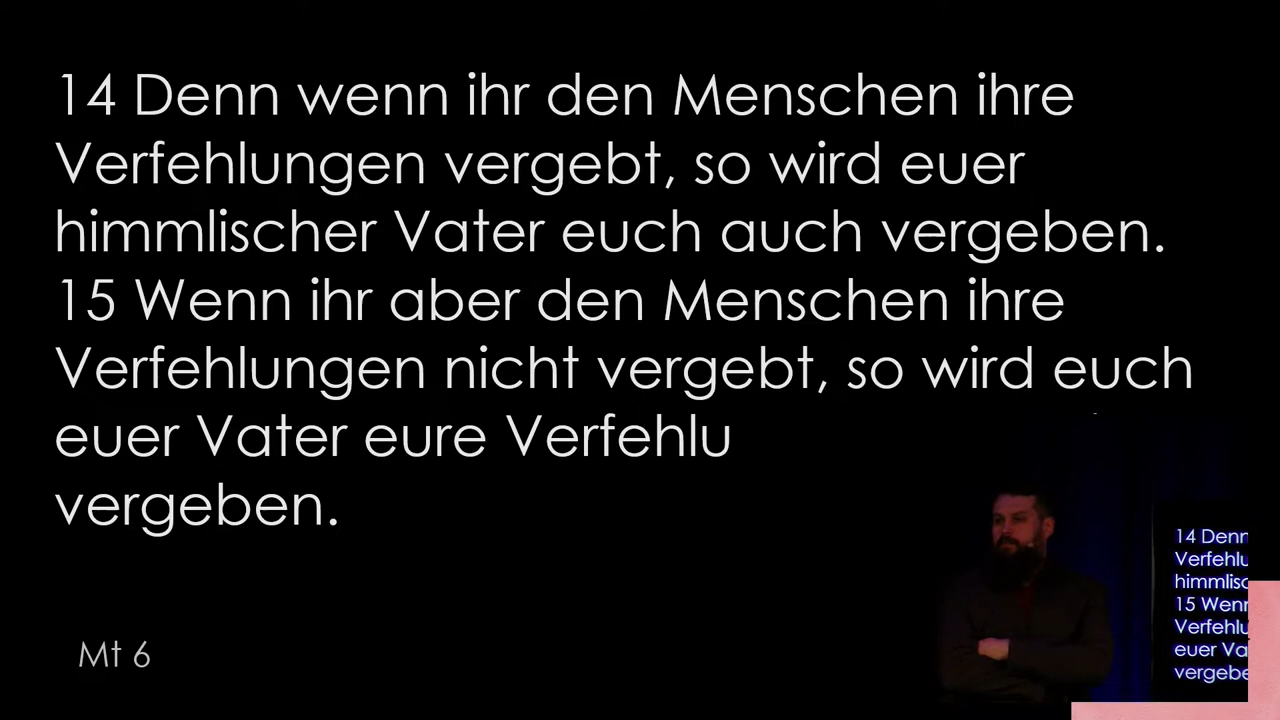 14 Denn wenn ihr den Menschen ihre
Verfehlungen vergebt, so wird euer
himmlischer Vater euch auch vergeben.
15 Wenn ihr aber den Menschen ihre
Verfehlungen nicht vergebt, so wird euch
euer Vater eure Verfehlu
vergeben.
Mt 6
14 Denn
Verfehlu
himmlisc
15 Wenn
Verfehlu
euer Va
vergebe